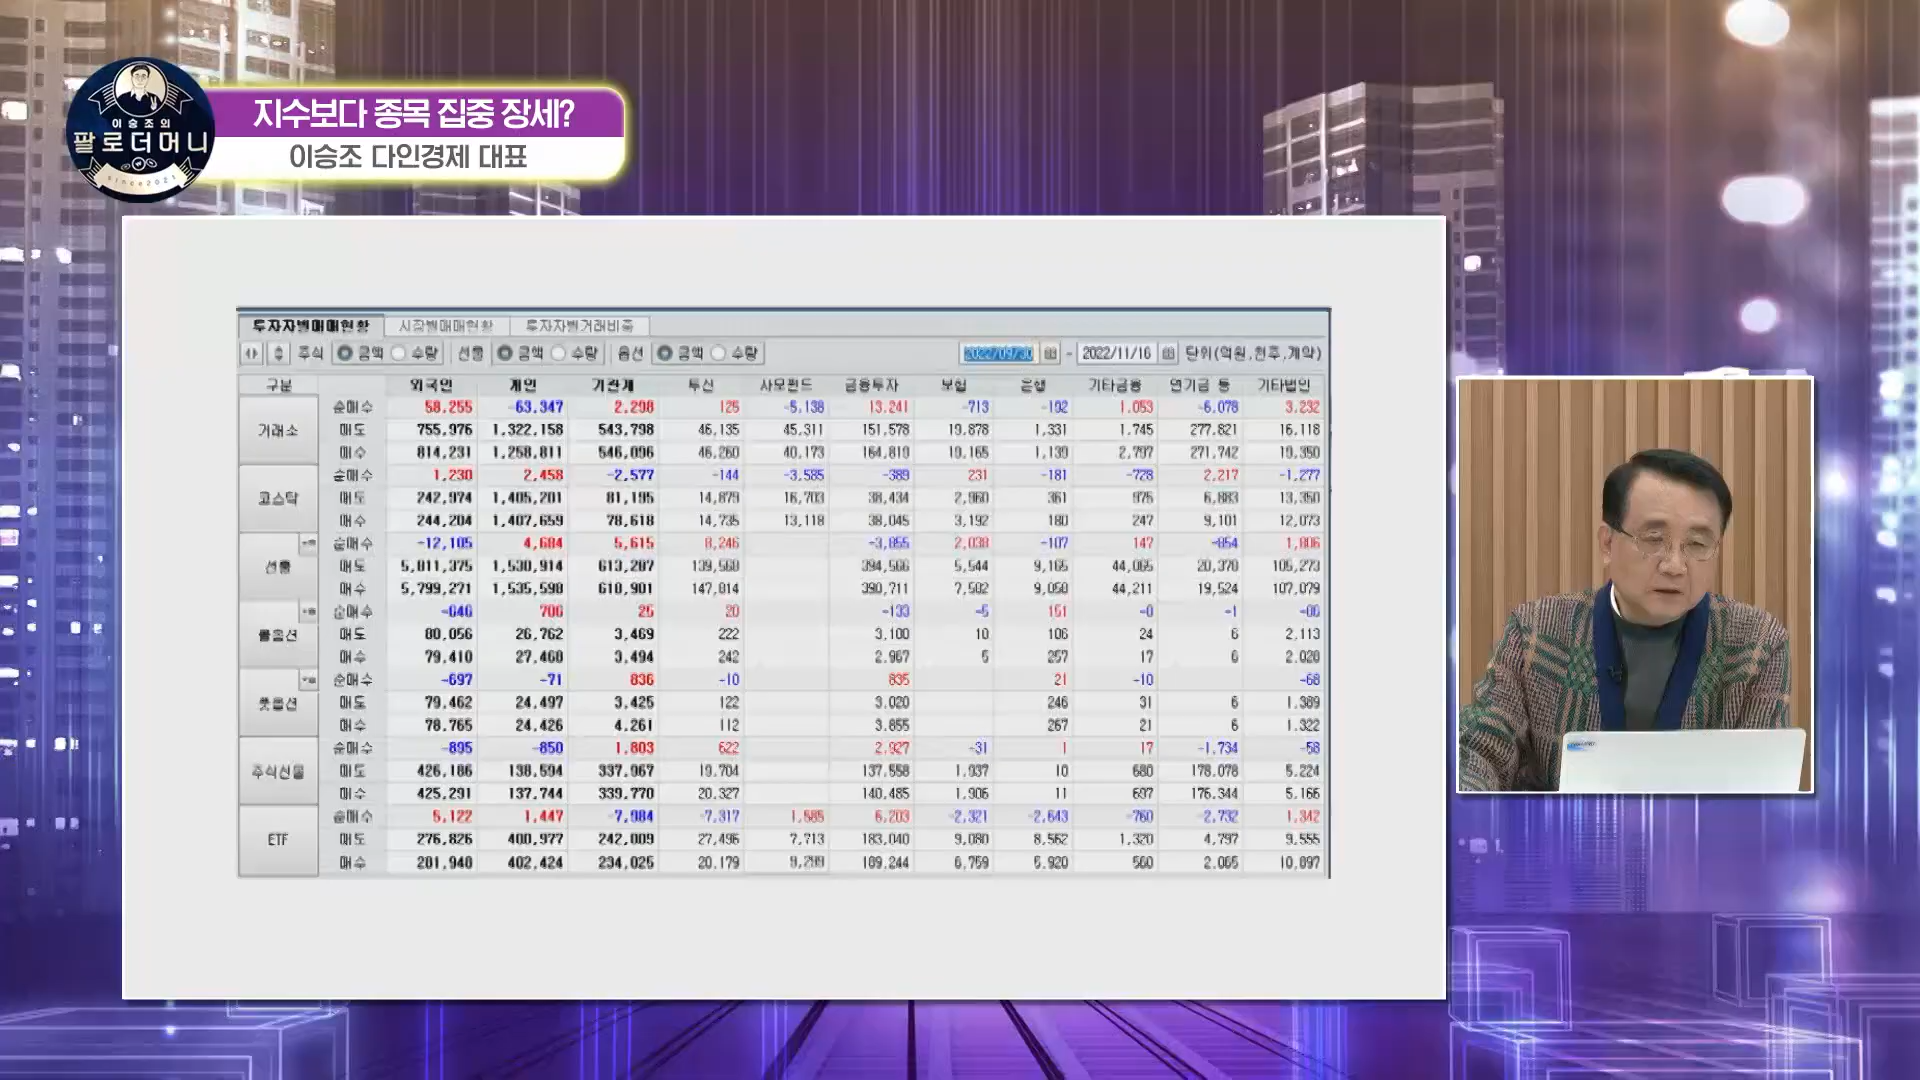 지수보다 종목 집중 장세?
이승조 다인경제 대표
이승조의
팔로더머니
since2021
투자자별매매현황 시장별매매현황 투자자별거래비중
주식 금액 수량 선물 금액 수량 옵션 금액 수량 2022/09/30 - 2022/11/16 단위(억원,천주,계약)
구분 외국인 개인 기관계 투신 사모펀드 금융투자 보험 은행 기타금융 연기금 등 기타법인
거래소
순매수 58,255 -63,347 2,298 125 -5,138 13,241 -713 -192 1,053 -6,078 3,232
매도 755,976 1,322,158 543,798 46,135 45,311 151,578 19,878 1,331 1,745 277,821 16,118
매수 814,231 1,258,811 546,096 46,260 40,173 164,819 19,165 1,139 2,797 271,742 19,350
코스닥
순매수 1,230 2,458 -2,577 -144 -3,585 -389 231 -181 -728 2,217 -1,277
매도 242,974 1,405,201 81,195 14,879 16,703 38,434 2,960 361 975 6,883 13,350
매수 244,204 1,407,659 78,618 14,735 13,118 38,045 3,192 180 247 9,101 12,073
선물
순매수 -12,105 4,684 5,615 8,246 -3,855 2,038 -107 147 -854 1,806
매도 5,811,375 1,530,914 139,568 394,566 5,544 9,165 44,065 20,378 105,273
매수 5,799,271 1,535,598 147,814 390,711 7,582 9,058 44,211 19,524 107,079
콜옵션
순매수 -646 706 25 20 -133 -5 151 -0 -1
매도 80,056 26,762 3,469 222 3,100 10 106 24 6 2,113
매수 79,410 27,468 3,494 242 2,967 5 257 17 6 2,028
풋옵션
순매수 -697 -71 836 -10 835 21 -10 -68
매도 79,462 24,497 3,425 122 3,020 246 31 6 1,389
매수 78,765 24,426 4,261 112 3,855 267 21 6 1,322
주식선물
순매수 -895 -850 1,803 622 2,927 -31 1 17 -1,734 -58
매도 426,186 138,594 337,967 19,704 137,558 1,937 10 680 178,078 5,224
매수 425,291 137,744 339,770 20,327 140,485 1,906 11 697 176,344 5,166
ETF
순매수 5,122 1,447 -7,984 -7,317 1,585 6,203 -2,321 -2,643 -760 -2,732 1,342
매도 276,826 400,977 242,009 27,496 7,713 183,040 9,080 8,562 1,320 4,797 9,555
매수 281,948 402,424 234,025 20,179 9,299 189,244 6,759 5,920 560 2,065 10,897